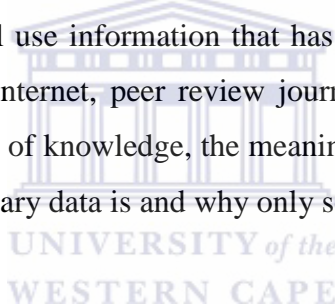 use information that has
nternet, peer review jour
of knowledge, the meanin
ary data is and why only s
UNIVERSITY of the
WESTERN CAPE